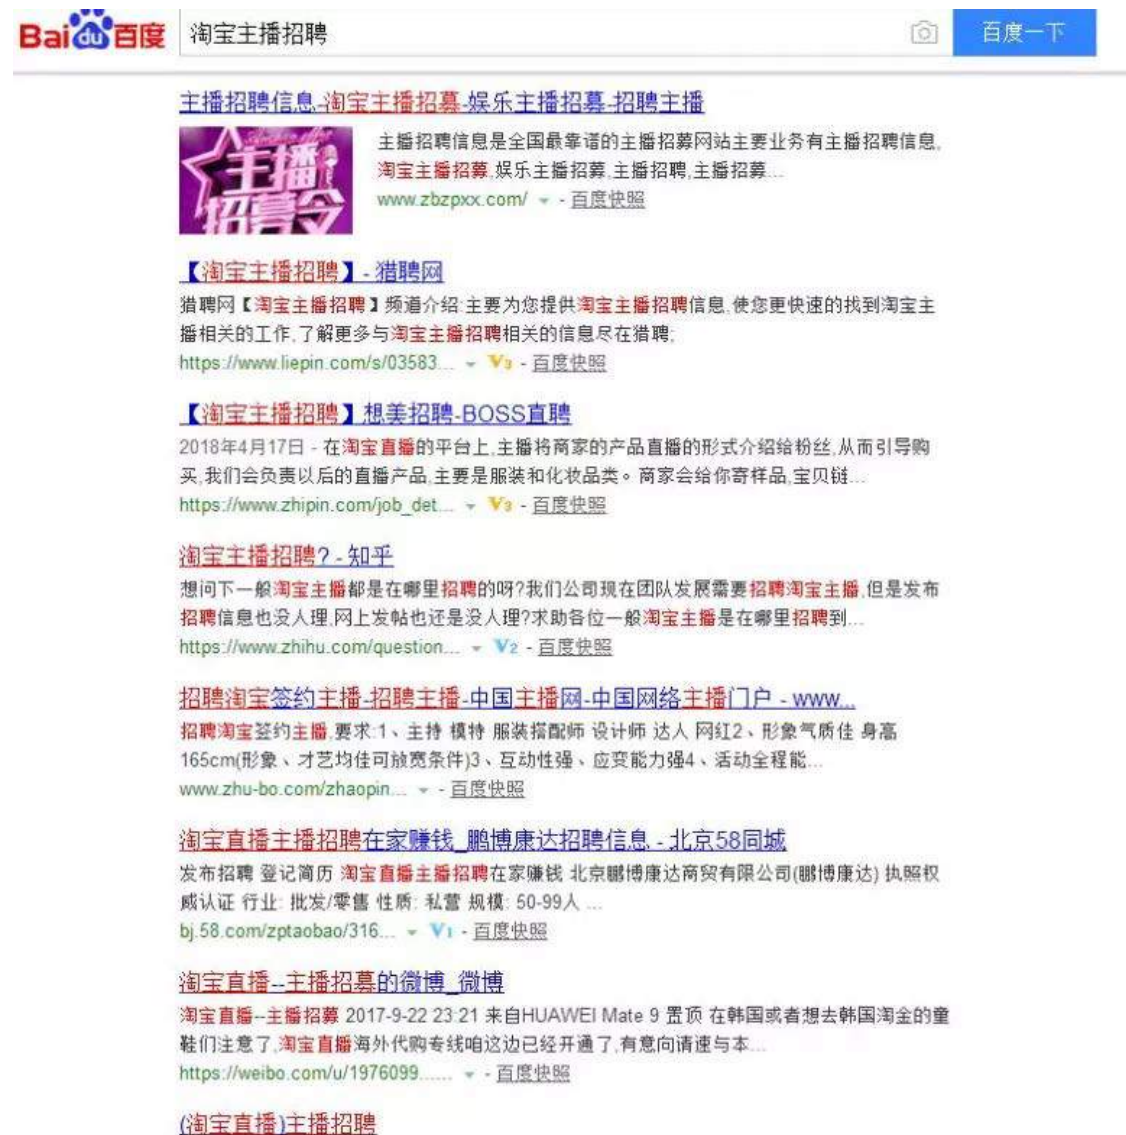 Bai du 百度 淘宝主播招聘 百度一下
主播招聘信息-淘宝主播招募-娱乐主播招募-招聘主播
主播招募令
主播招聘信息是全国最靠谱的主播招募网站主要业务有主播招聘信息,
淘宝主播招募,娱乐主播招募,主播招聘,主播招募...
www.zbzpxx.com/ - 百度快照
【淘宝主播招聘】 - 猎聘网
猎聘网【淘宝主播招聘】频道介绍:主要为您提供淘宝主播招聘信息,使您更快速的找到淘宝主
播相关的工作,了解更多与淘宝主播招聘相关的信息尽在猎聘;
https://www.liepin.com/s/03583... V3 - 百度快照
【淘宝主播招聘】想美招聘-BOSS直聘
2018年4月17日 - 在淘宝直播的平台上,主播将商家的产品直播的形式介绍给粉丝,从而引导购
买,我们会负责以后的直播产品,主要是服装和化妆品类。商家会给你寄样品,宝贝链...
https://www.zhipin.com/job_det... V3 - 百度快照
淘宝主播招聘? - 知乎
想问下一般淘宝主播都是在哪里招聘的呀?我们公司现在团队发展需要招聘淘宝主播,但是发布
招聘信息也没人理,网上发帖也还是没人理?求助各位一般淘宝主播是在哪里招聘到...
https://www.zhihu.com/question... V2 - 百度快照
招聘淘宝签约主播-招聘主播-中国主播网-中国网络主播门户 - www...
招聘淘宝签约主播,要求:1、主持 模特 服装搭配师 设计师 达人 网红2、形象气质佳 身高
165cm(形象、才艺均佳可放宽条件)3、互动性强、应变能力强4、活动全程能...
www.zhu-bo.com/zhaopin... - 百度快照
淘宝直播主播招聘在家赚钱_鹏博康达招聘信息 - 北京58同城
发布招聘 登记简历 淘宝直播主播招聘在家赚钱 北京鹏博康达商贸有限公司(鹏博康达) 执照权
威认证 行业: 批发/零售 性质: 私营 规模: 50-99人 ...
bj.58.com/zptaobao/316... V1 - 百度快照
淘宝直播--主播招募的微博_微博
淘宝直播--主播招募 2017-9-22 23:21 来自HUAWEI Mate 9 置顶 在韩国或者想去韩国淘金的童
鞋们注意了,淘宝直播海外代购专线咱这边已经开通了,有意向请速与本...
https://weibo.com/u/1976099...... - 百度快照
(淘宝直播)主播招聘